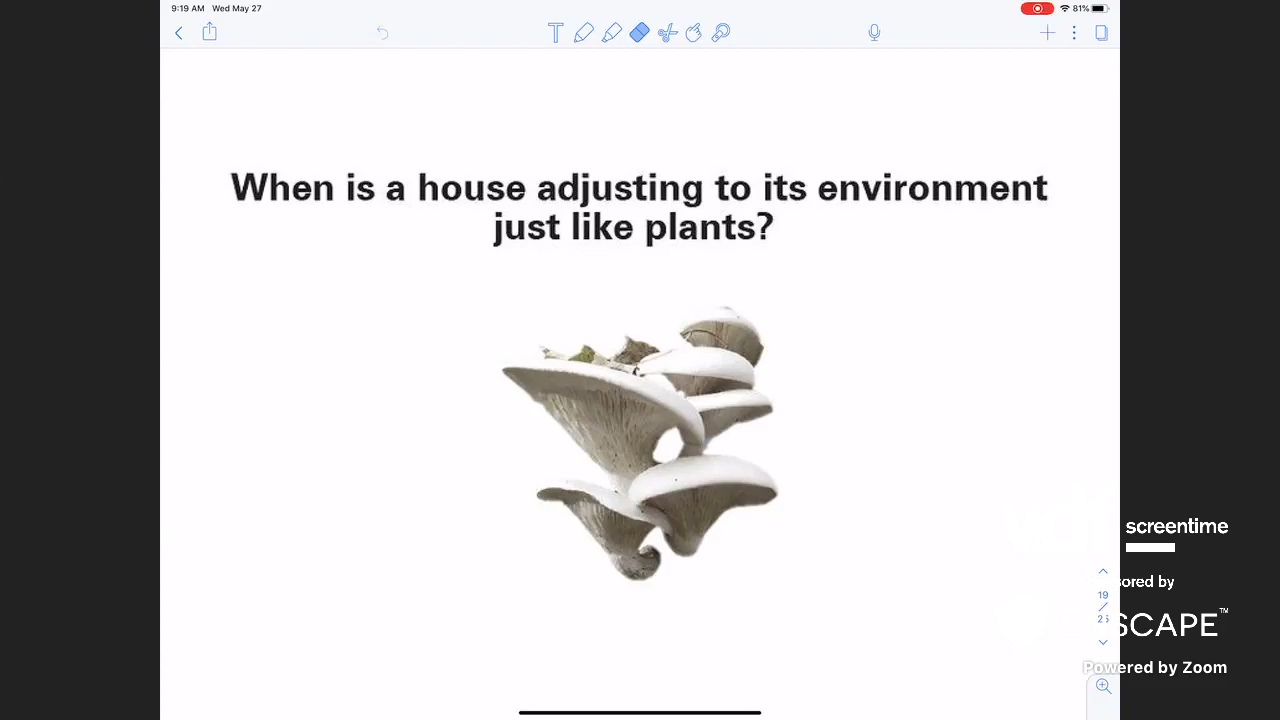 9:19 AM Wed May 27
81%
T
When is a house adjusting to its environment
just like plants?
screentime
sored by
19
SCAPE™
Powered by Zoom